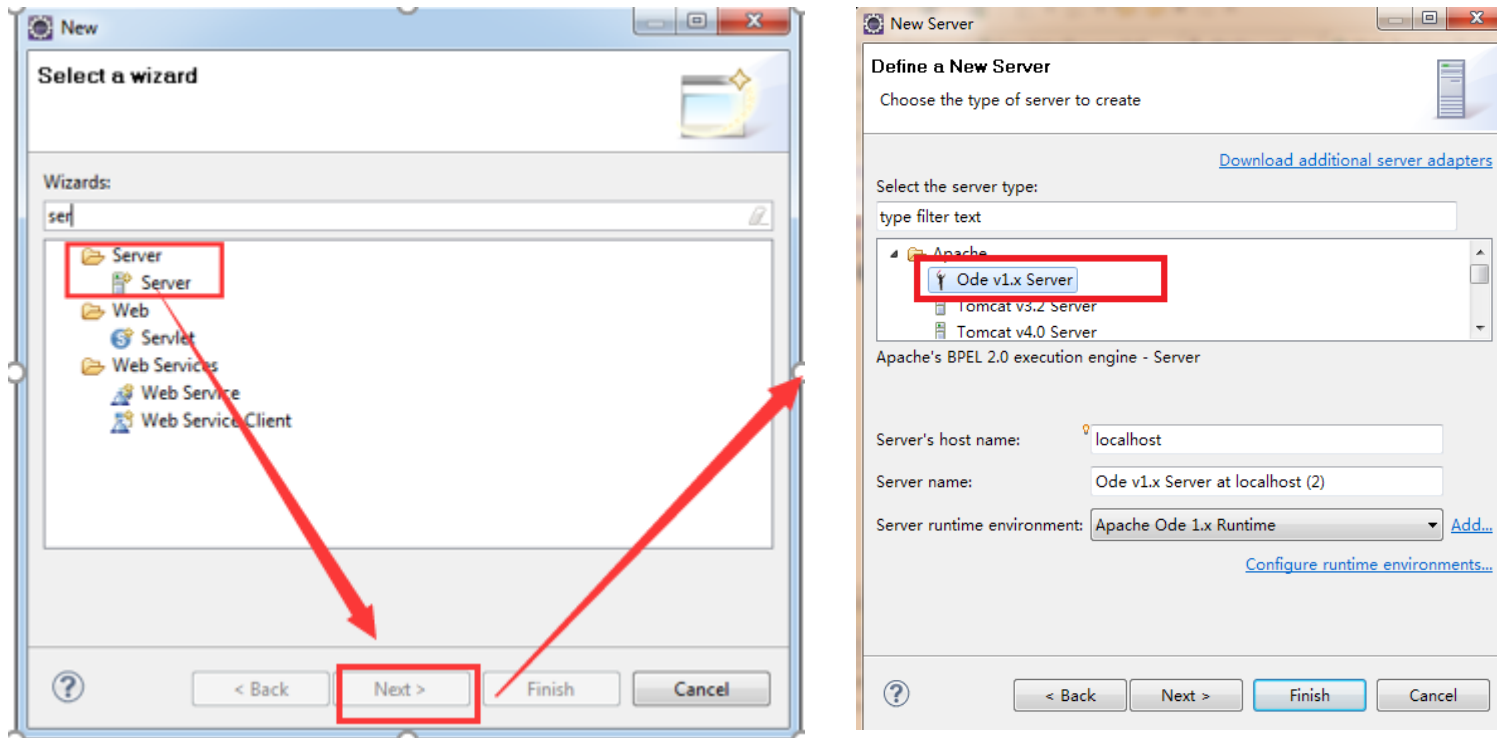 New
Select a wizard
Wizards:
ser
Server
Server
Web
Servlet
Web Services
Web Service
Web Service Client
< Back
Next >
Finish
Cancel
New Server
Define a New Server
Choose the type of server to create
Download additional server adapters
Select the server type:
type filter text
Apache
Ode v1.x Server
Tomcat v3.2 Server
Tomcat v4.0 Server
Apache's BPEL 2.0 execution engine - Server
Server's host name:
localhost
Server name:
Ode v1.x Server at localhost (2)
Server runtime environment:
Apache Ode 1.x Runtime
Add...
Configure runtime environments...
< Back
Next >
Finish
Cancel